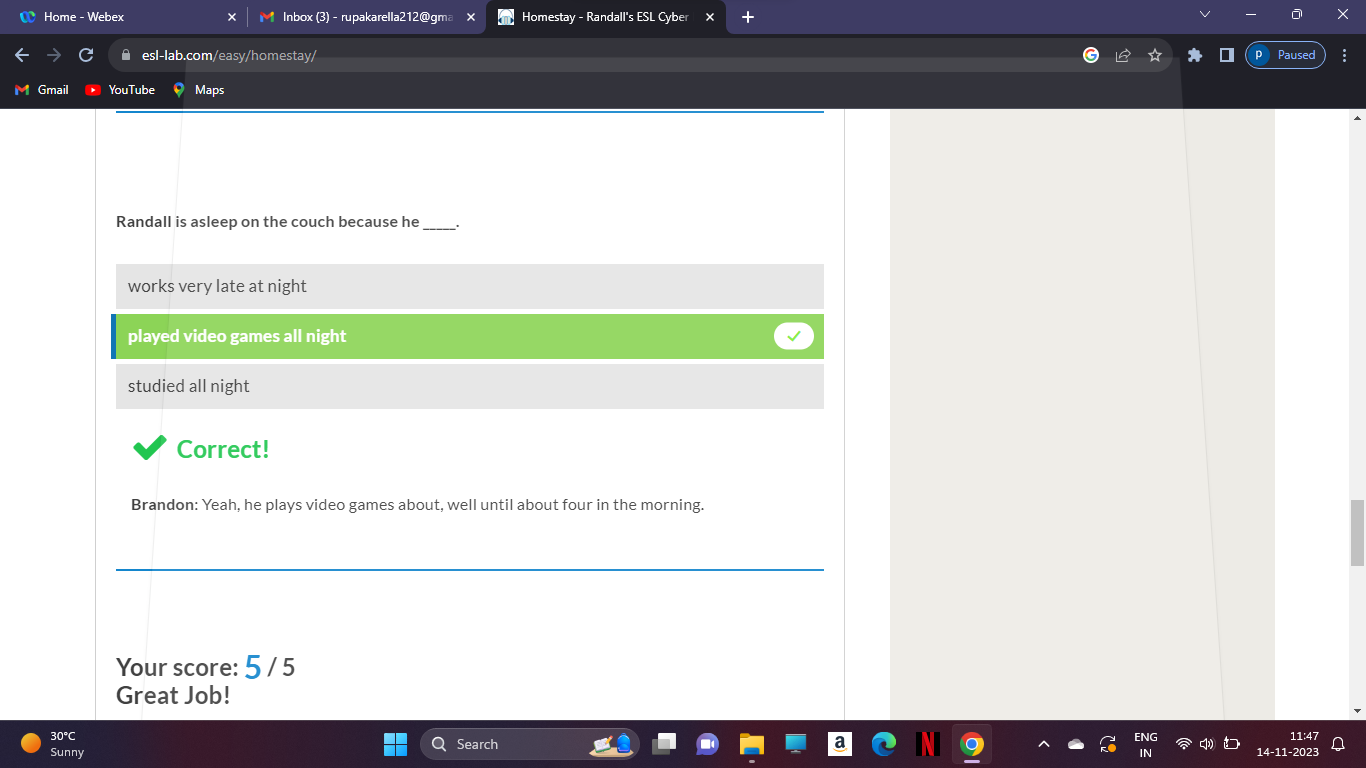 Home - Webex
Inbox (3) - rupakarella212@gma
Homestay - Randall's ESL Cyber
esl-lab.com/easy/homestay/
p Paused
Gmail YouTube Maps
Randall is asleep on the couch because he _____.
works very late at night
played video games all night
studied all night
Correct!
Brandon: Yeah, he plays video games about, well until about four in the morning.
Your score: 5 / 5
Great Job!
30°C
Sunny
Search
ENG
IN
11:47
14-11-2023